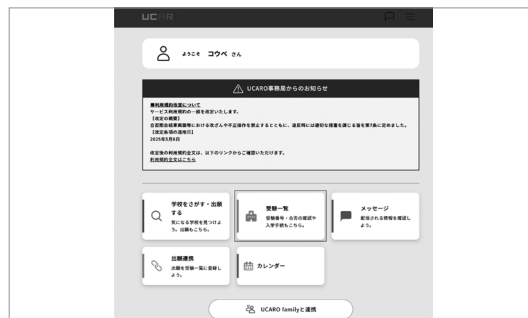 UCARO
ようこそ コウベ さん
UCARO事務局からのお知らせ
■利用規約改定について
サービス利用規約の一部を改定いたします。
【改定の概要】
合否照会結果画面等における改ざんや不正操作を禁止するとともに、違反時には適切な措置を講じる旨を第7条に定めました。
【改定条項の適用日】
2025年5月8日
改定後の利用規約全文は、以下のリンクからご確認いただけます。
利用規約全文はこちら
学校をさがす・出願する
気になる学校を見つけよ
う。出願もこちら。
受験一覧
受験番号・合否の確認や
入学手続もこちら。
メッセージ
配信される情報を確認し
よう。
出願連携
出願を受験一覧に登録し
よう。
カレンダー
UCARO familyと連携